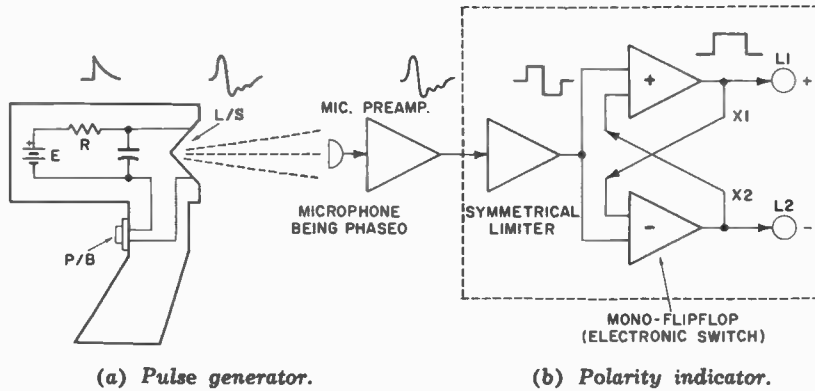 L/S
E
R
P/B
MIC. PREAMP.
MICROPHONE
BEING PHASEO
SYMMETRICAL
LIMITER
+
-
X1
X2
L1
+
L2
-
MONO-FLIPFLOP
(ELECTRONIC SWITCH)
(a) Pulse generator.
(b) Polarity indicator.